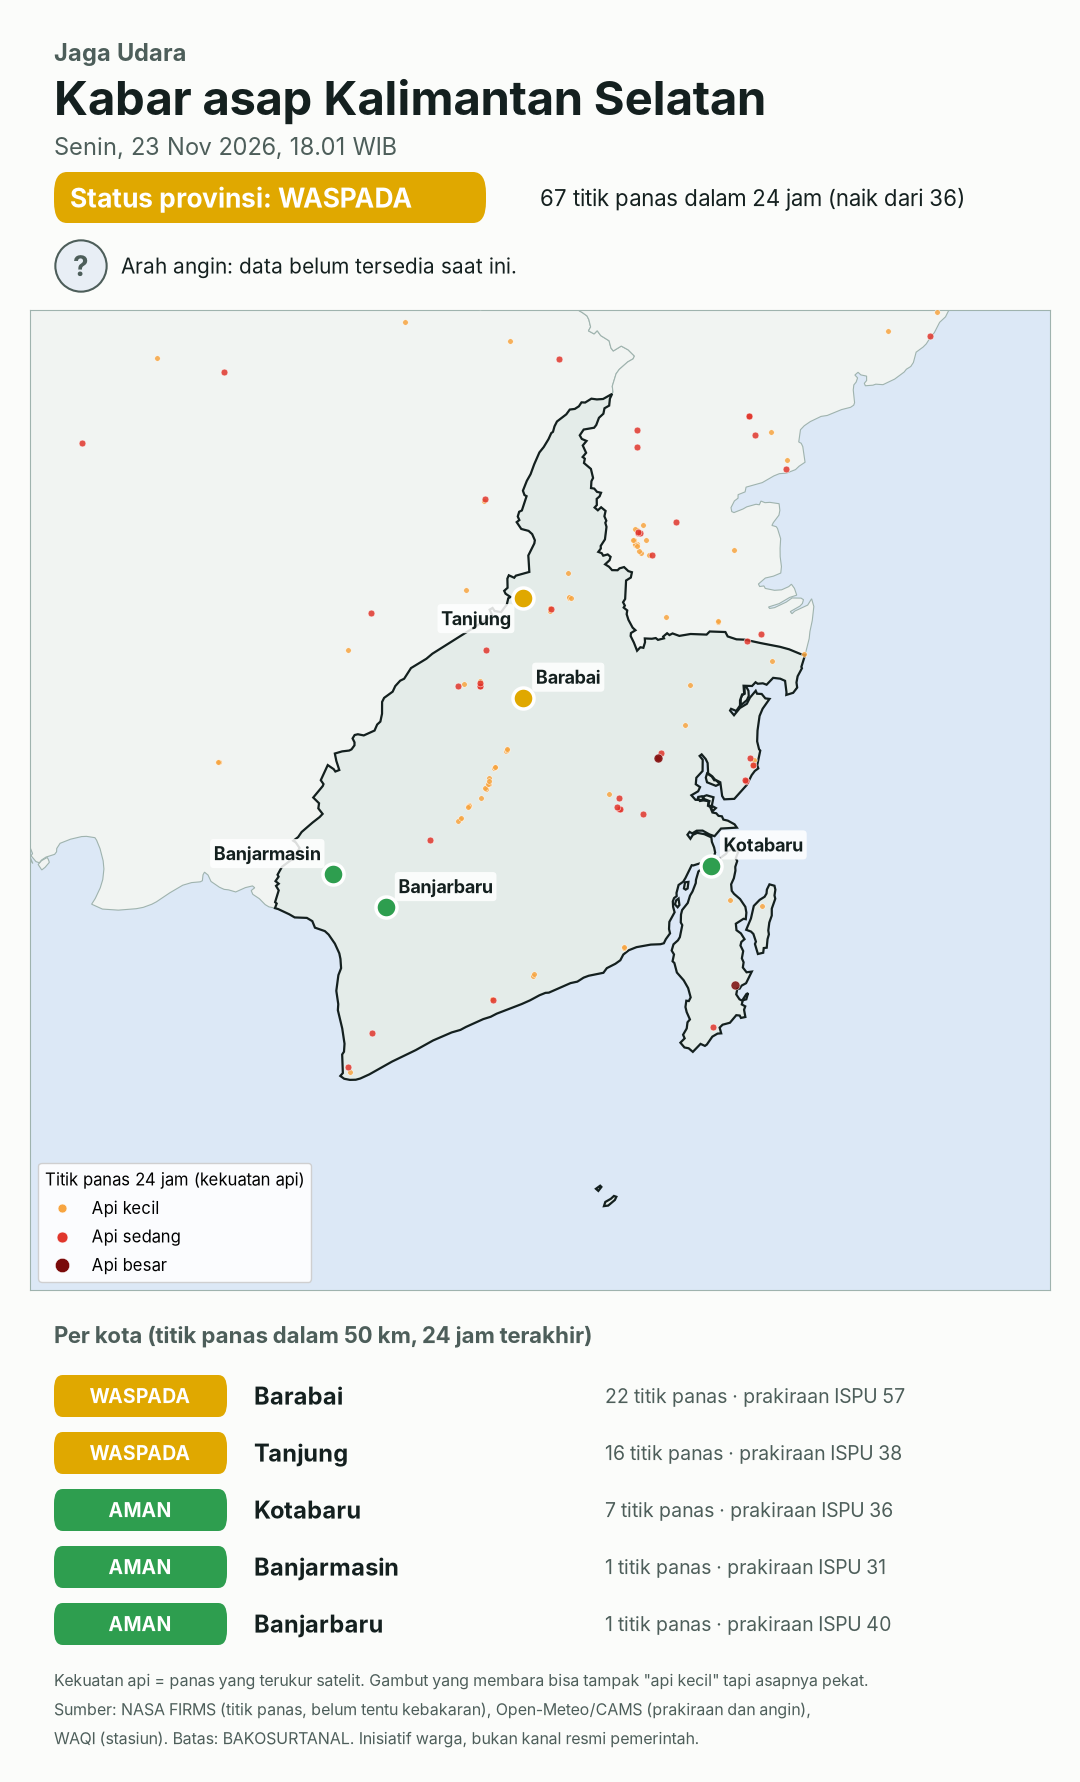 Jaga Udara
Kabar asap Kalimantan Selatan
Senin, 23 Nov 2026, 18.01 WIB
Status provinsi: WASPADA
67 titik panas dalam 24 jam (naik dari 36)
?
Arah angin: data belum tersedia saat ini.
Tanjung
Barabai
Kotabaru
Banjarmasin
Banjarbaru
Titik panas 24 jam (kekuatan api)
Api kecil
Api sedang
Api besar
Per kota (titik panas dalam 50 km, 24 jam terakhir)
WASPADA Barabai 22 titik panas · prakiraan ISPU 57
WASPADA Tanjung 16 titik panas · prakiraan ISPU 38
AMAN Kotabaru 7 titik panas · prakiraan ISPU 36
AMAN Banjarmasin 1 titik panas · prakiraan ISPU 31
AMAN Banjarbaru 1 titik panas · prakiraan ISPU 40
Kekuatan api = panas yang terukur satelit. Gambut yang membara bisa tampak "api kecil" tapi asapnya pekat.
Sumber: NASA FIRMS (titik panas, belum tentu kebakaran), Open-Meteo/CAMS (prakiraan dan angin),
WAQI (stasiun). Batas: BAKOSURTANAL. Inisiatif warga, bukan kanal resmi pemerintah.